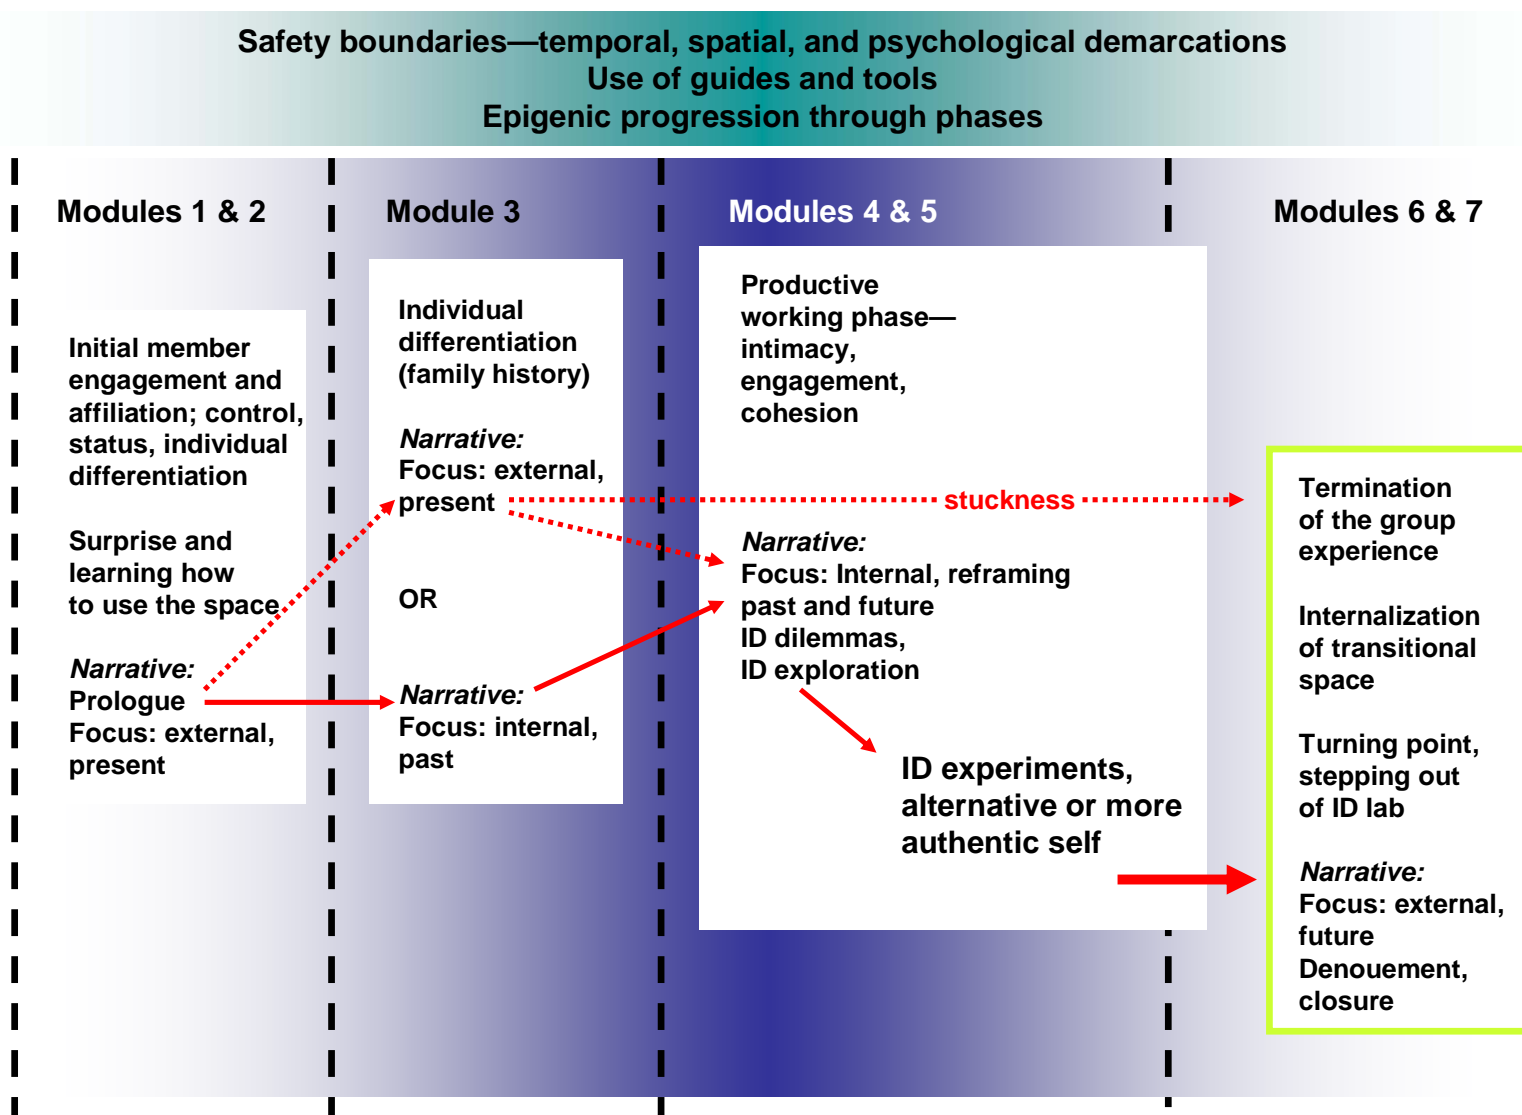 Safety boundaries—temporal, spatial, and psychological demarcations
Use of guides and tools
Epigenic progression through phases
Modules 1 & 2
Initial member
engagement and
affiliation; control,
status, individual
differentiation
Surprise and
learning how
to use the space
Narrative:
Prologue
Focus: external,
present
Module 3
Individual
differentiation
(family history)
Narrative:
Focus: external,
present
OR
Narrative:
Focus: internal,
past
Modules 4 & 5
Productive
working phase—
intimacy,
engagement,
cohesion
stuckness
Narrative:
Focus: Internal, reframing
past and future
ID dilemmas,
ID exploration
ID experiments,
alternative or more
authentic self
Modules 6 & 7
Termination
of the group
experience
Internalization
of transitional
space
Turning point,
stepping out
of ID lab
Narrative:
Focus: external,
future
Denouement,
closure